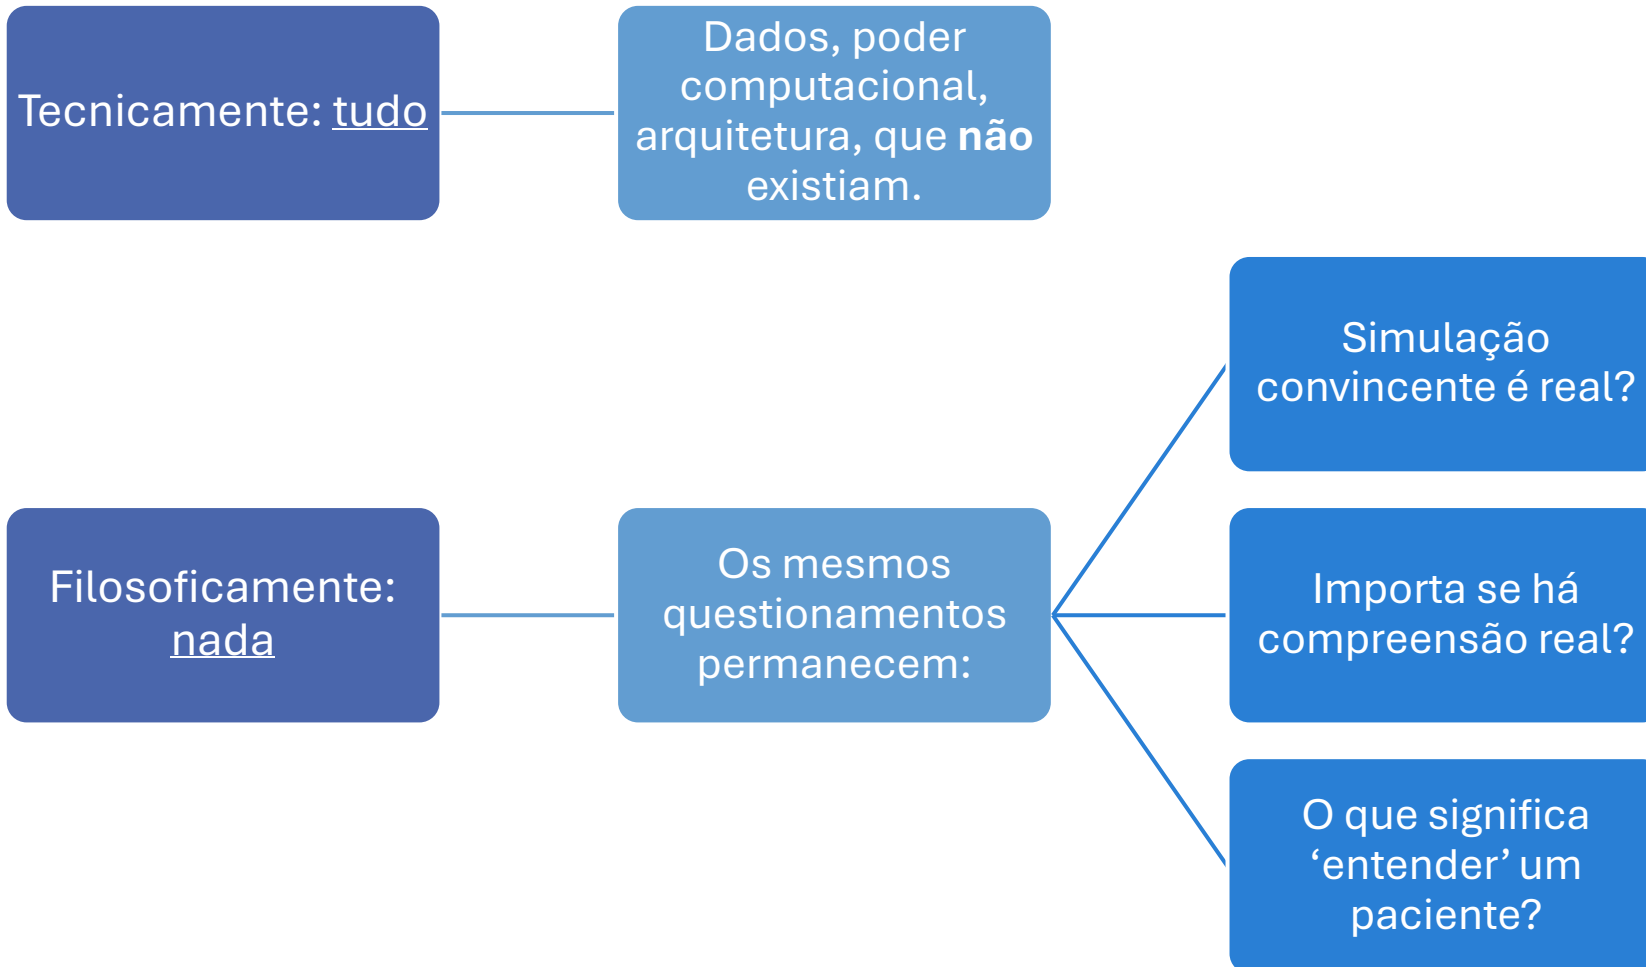 Tecnicamente: tudo
Dados, poder
computacional,
arquitetura, que não
existiam.
Filosoficamente:
nada
Os mesmos
questionamentos
permanecem:
Simulação
convincente é real?
Importa se há
compreensão real?
O que significa
‘entender’ um
paciente?